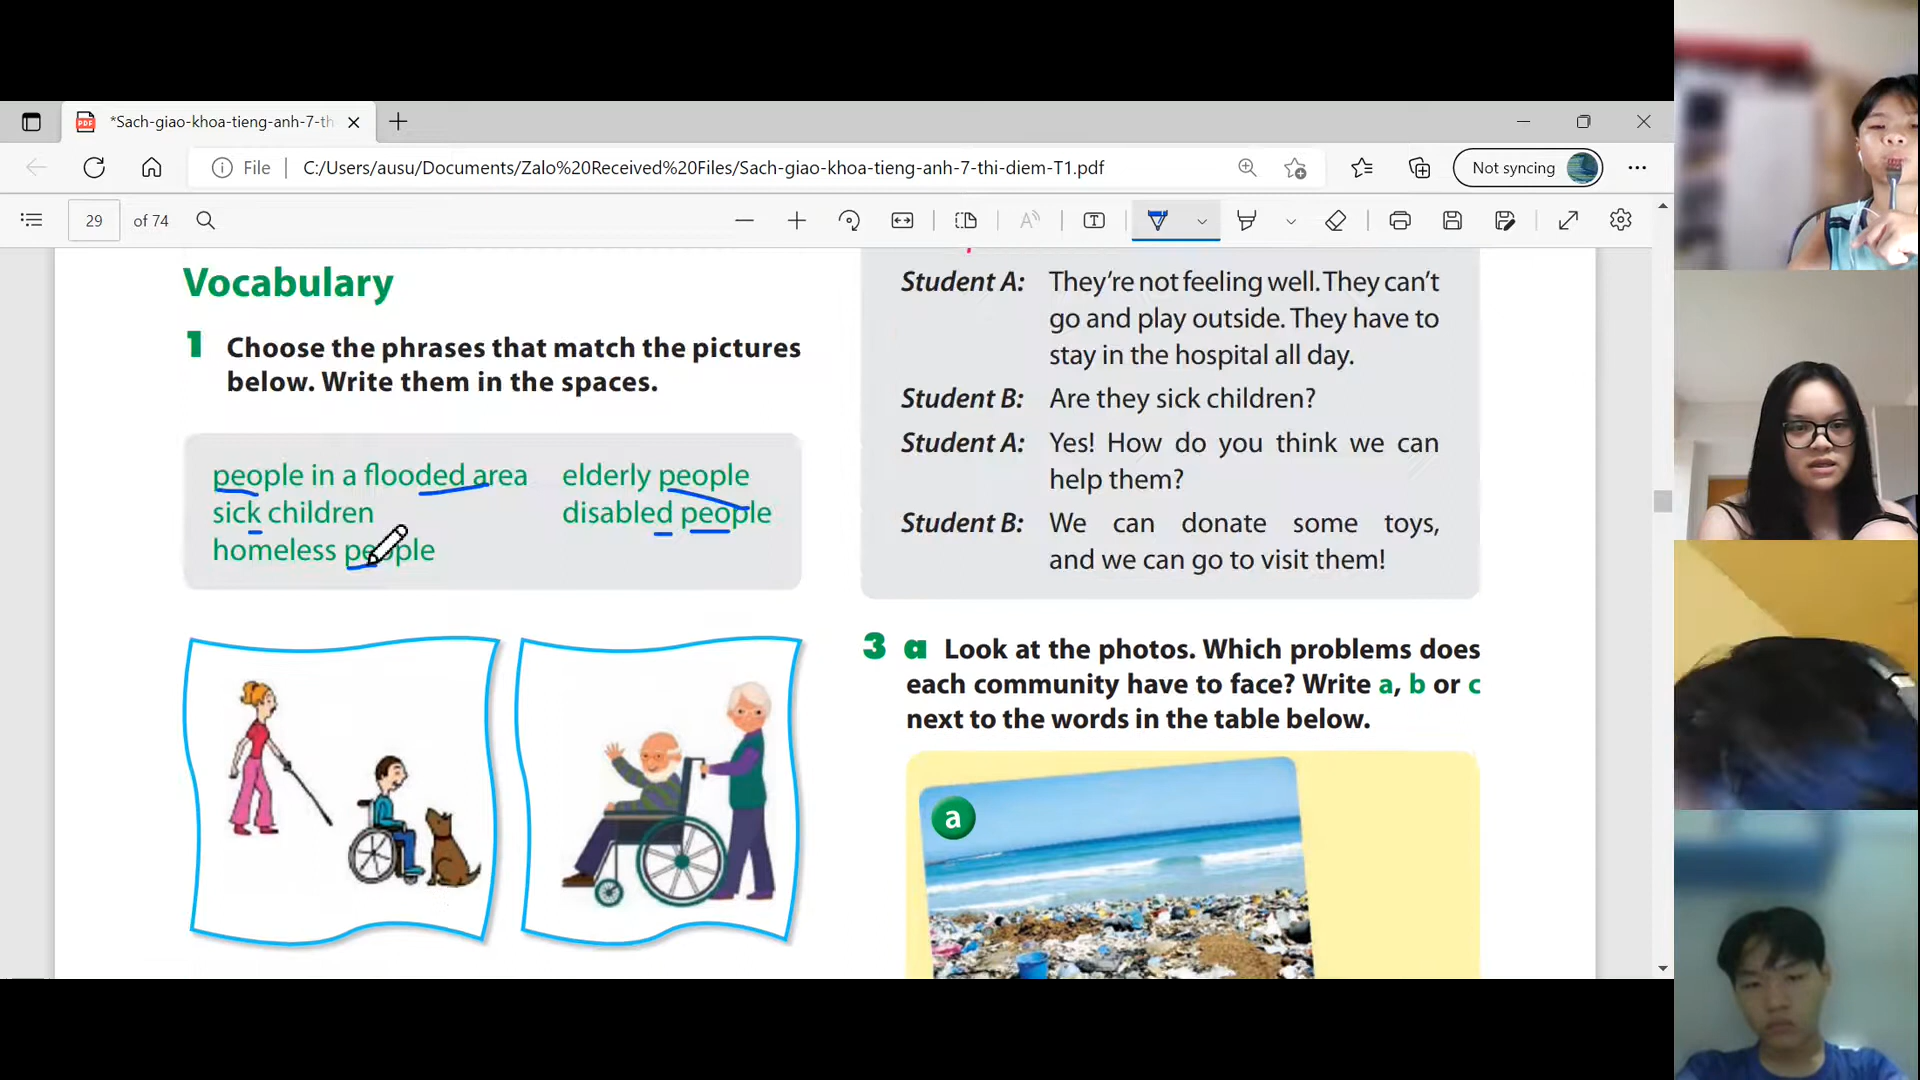 *Sach-giao-khoa-tieng-anh-7-th
File
C:/Users/ausu/Documents/Zalo%20Received%20Files/Sach-giao-khoa-tieng-anh-7-thi-diem-T1.pdf
Not syncing
29 of 74
Vocabulary
1 Choose the phrases that match the pictures
below. Write them in the spaces.
people in a flooded area
elderly people
sick children
disabled people
homeless people
Student A: They're not feeling well. They can't
go and play outside. They have to
stay in the hospital all day.
Student B: Are they sick children?
Student A: Yes! How do you think we can
help them?
Student B: We can donate some toys,
and we can go to visit them!
3 a Look at the photos. Which problems does
each community have to face? Write a, b or c
next to the words in the table below.
a